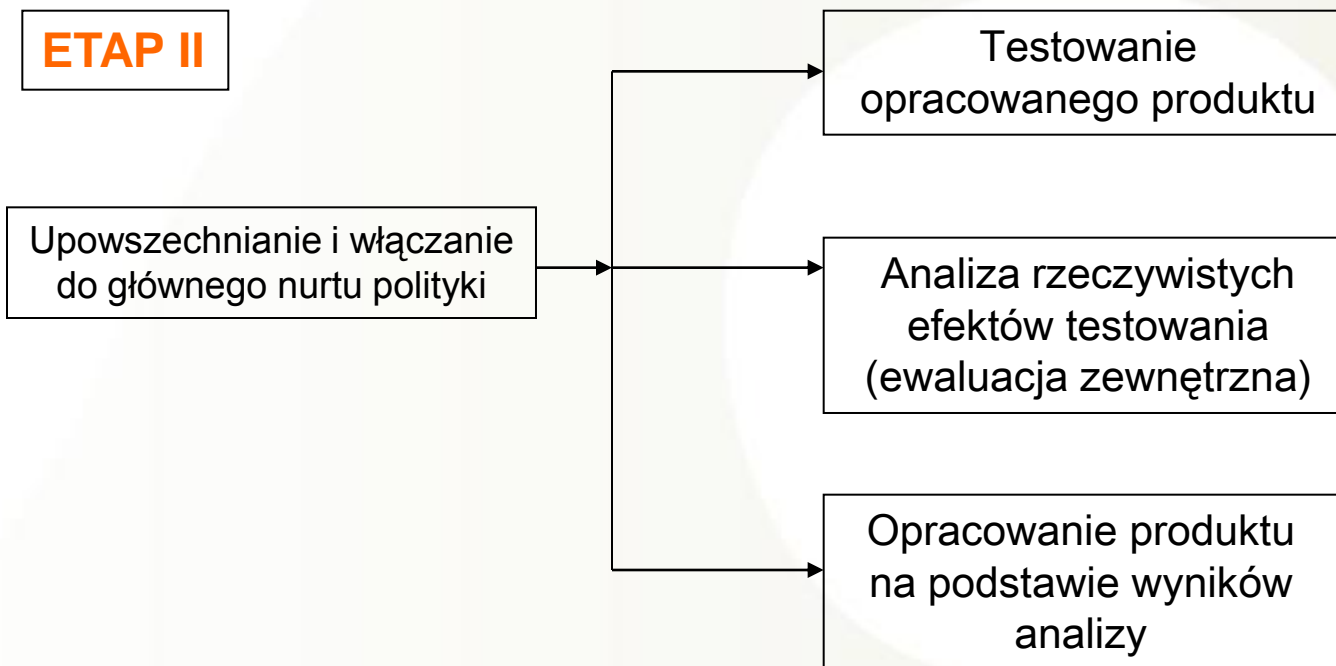 ETAP II
Upowszechnianie i włączanie
do głównego nurtu polityki
Testowanie
opracowanego produktu
Analiza rzeczywistych
efektów testowania
(ewaluacja zewnętrzna)
Opracowanie produktu
na podstawie wyników
analizy